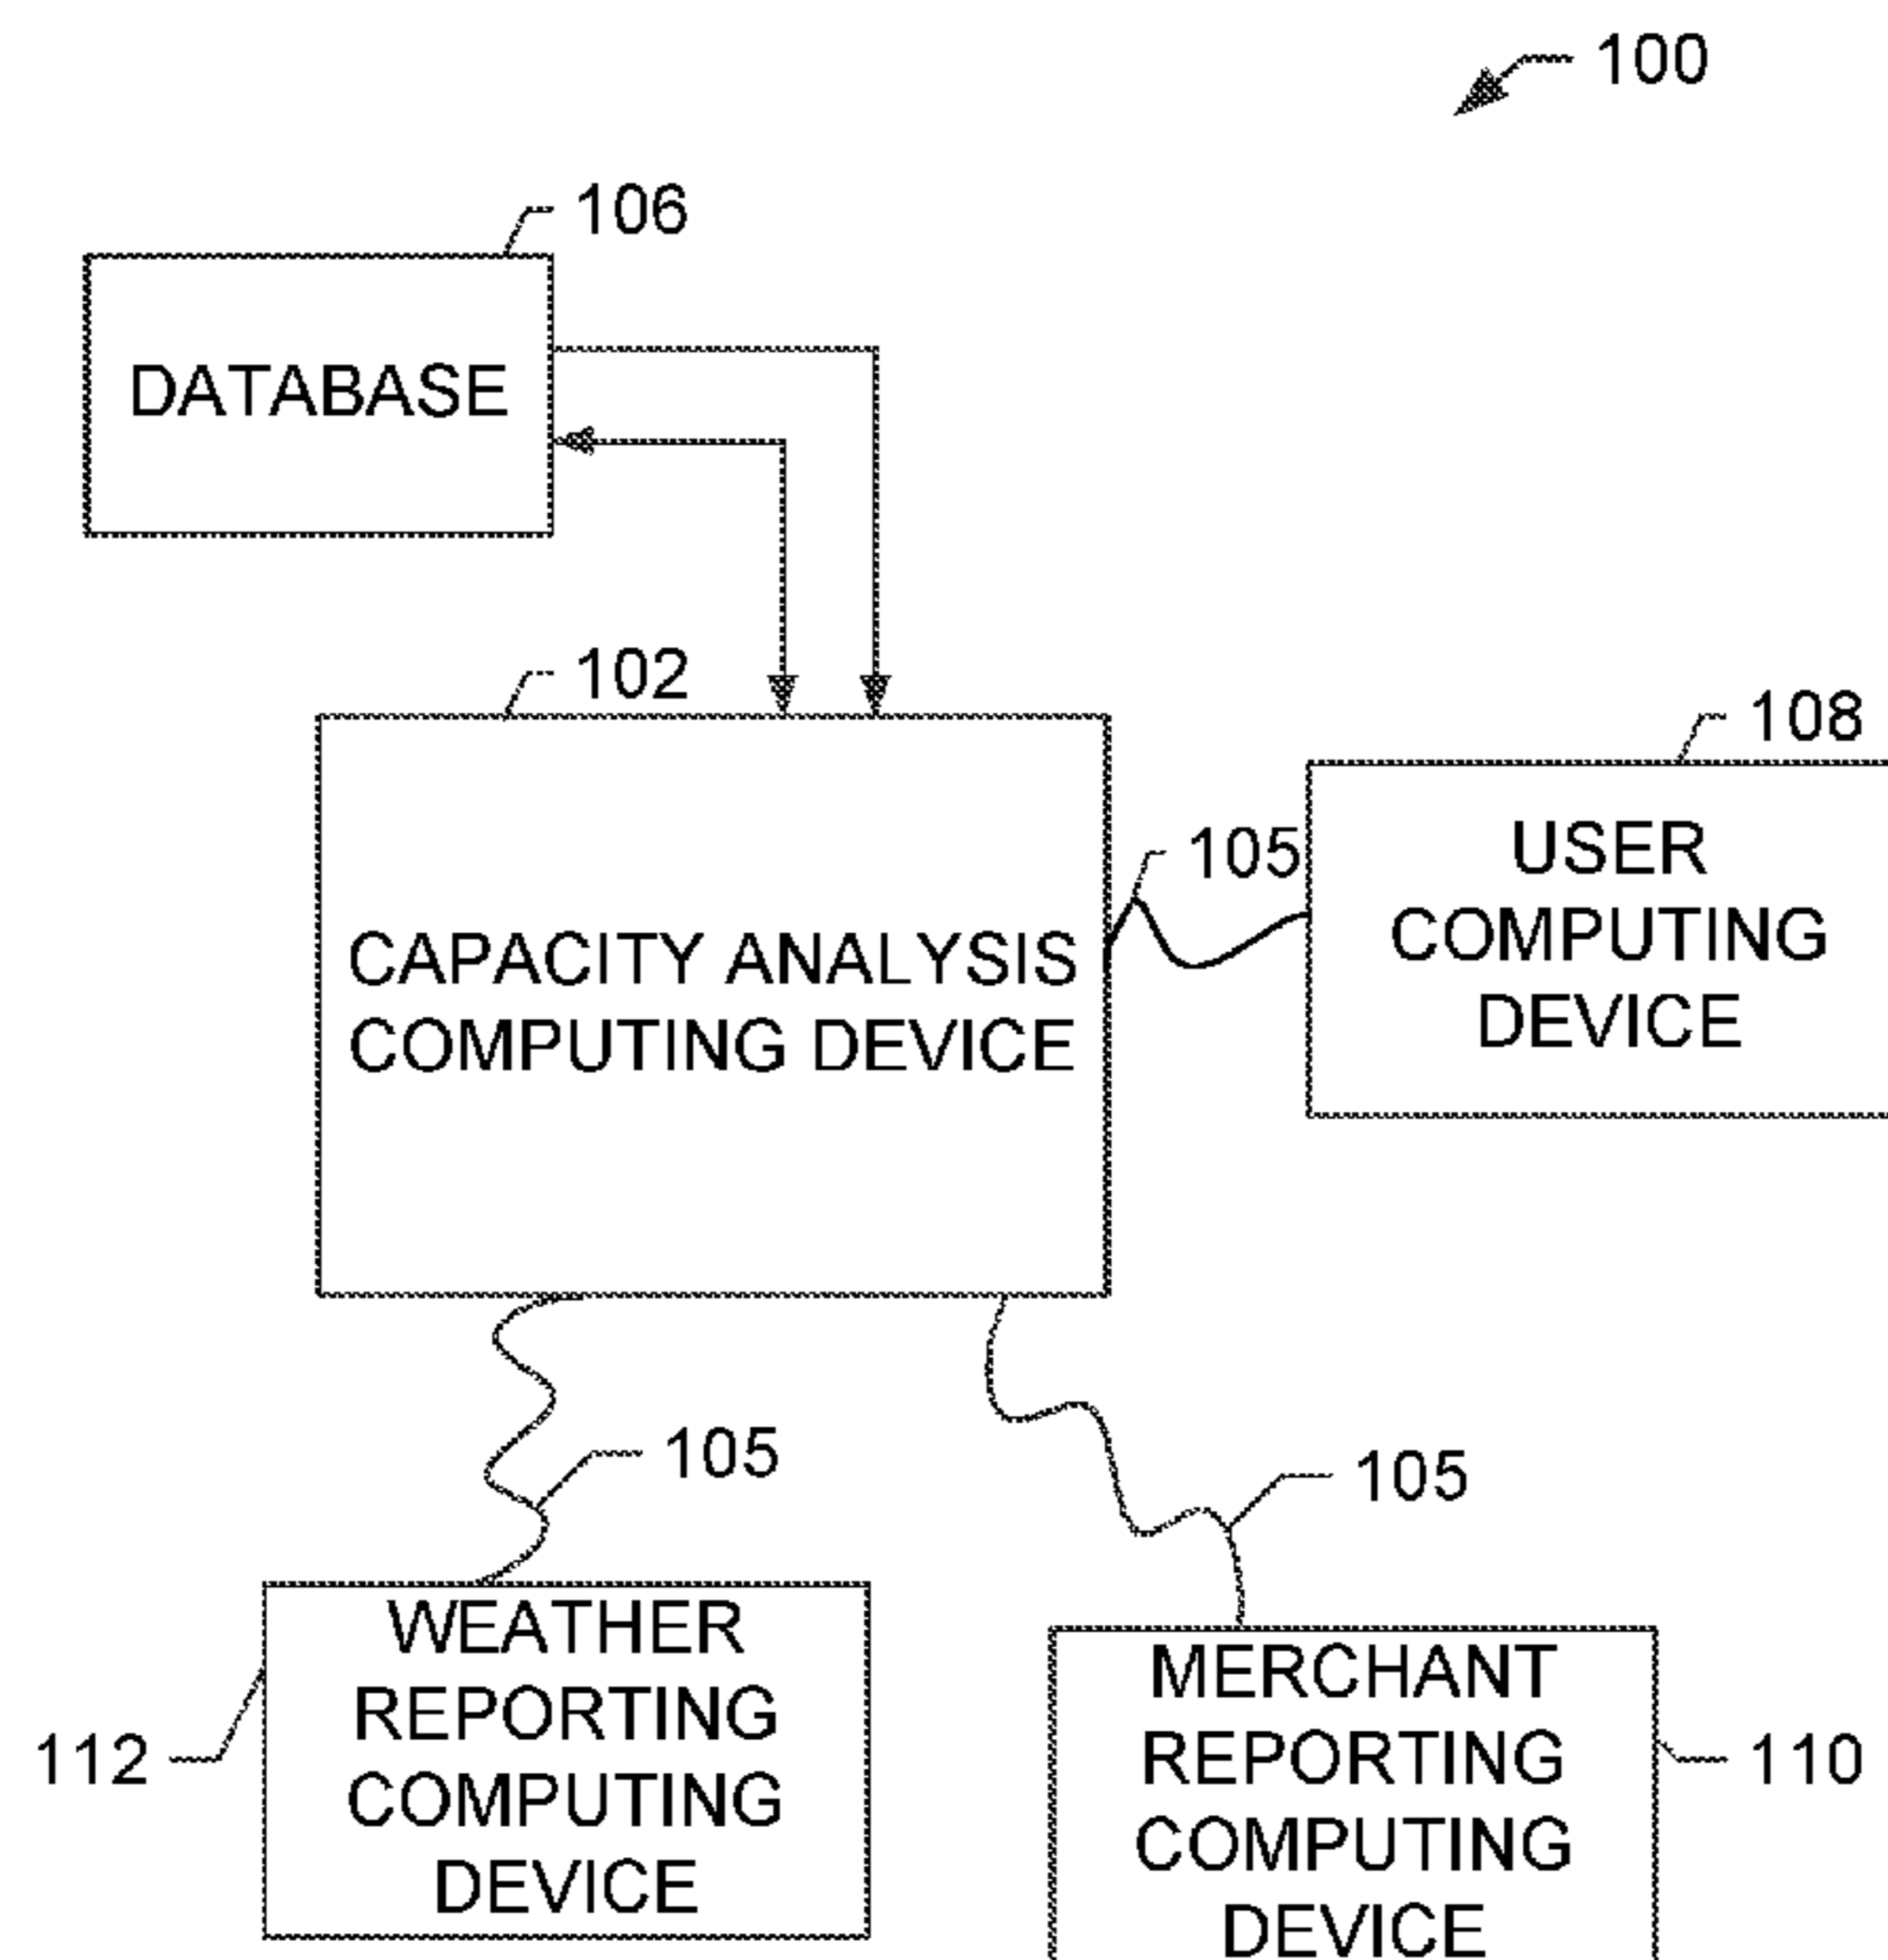 100
106
DATABASE
102
108
105
USER
COMPUTING
DEVICE
CAPACITY ANALYSIS
COMPUTING DEVICE
105
105
WEATHER
REPORTING
COMPUTING
DEVICE
112
MERCHANT
REPORTING
COMPUTING
DEVICE
110